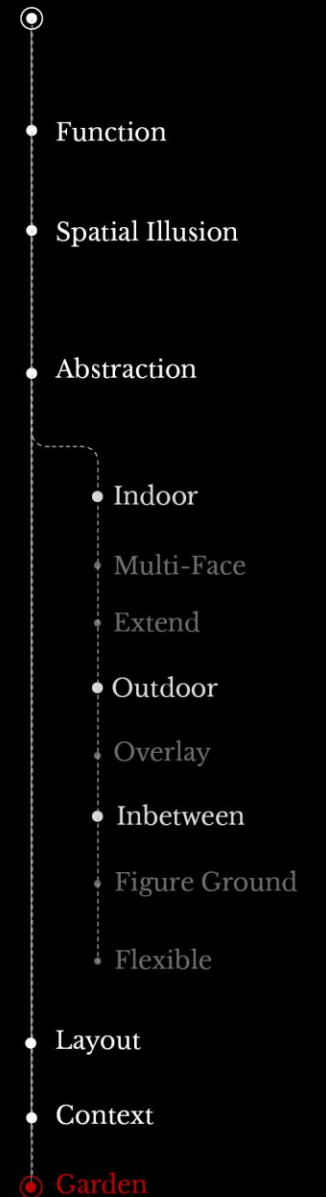 Function
Spatial Illusion
Abstraction
Indoor
Multi-Face
Extend
Outdoor
Overlay
Inbetween
Figure Ground
Flexible
Layout
Context
Garden